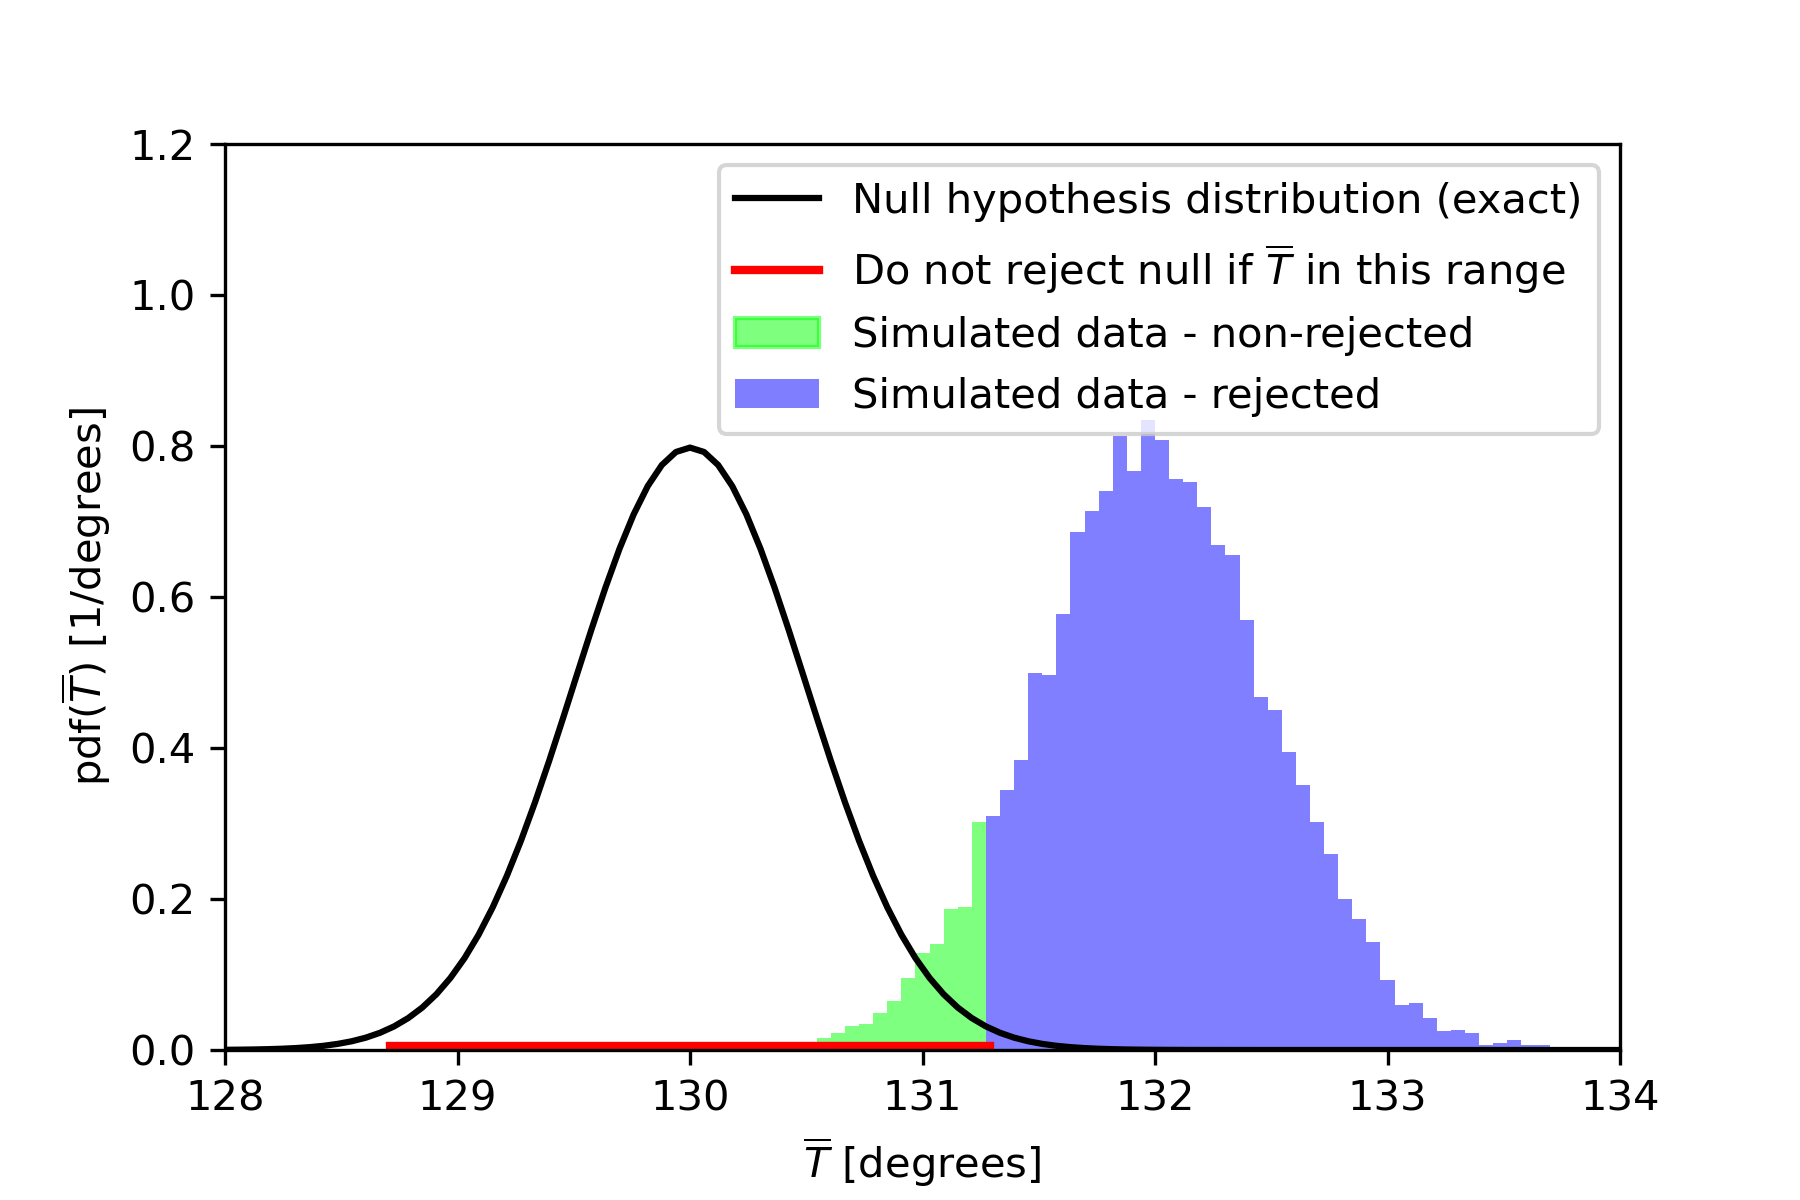 Null hypothesis distribution (exact)
Do not reject null if T̅ in this range
Simulated data - non-rejected
Simulated data - rejected
1.2
1.0
0.8
0.6
0.4
0.2
0.0
pdf(T̅) [1/degrees]
128 129 130 131 132 133 134
T̅ [degrees]